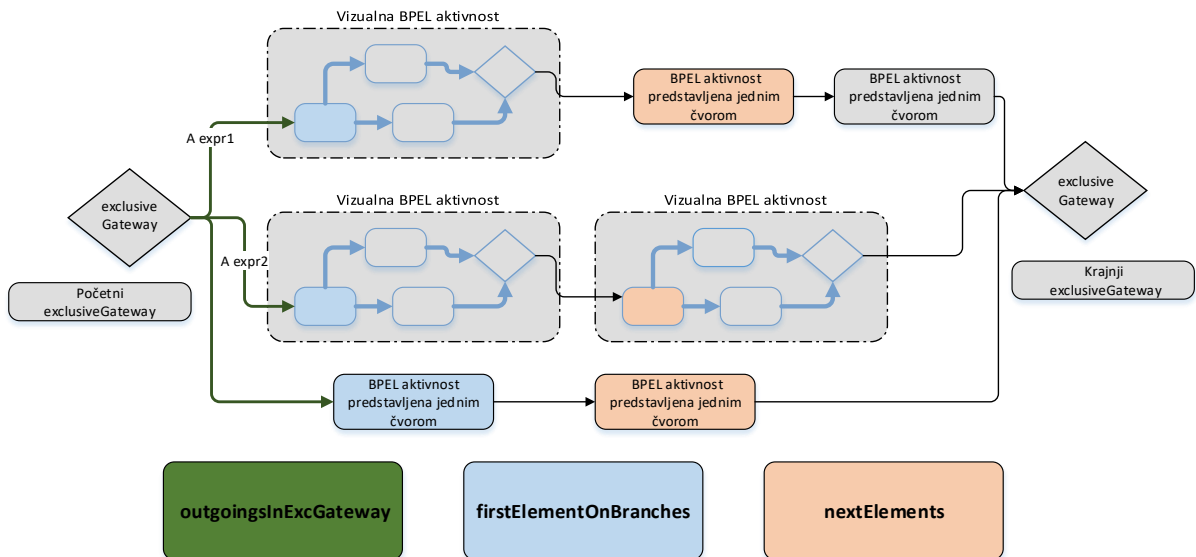 Vizualna BPEL aktivnost
BPEL aktivnost
predstavljena jednim
čvorom
BPEL aktivnost
predstavljena jednim
čvorom
A expr1
exclusive
Gateway
exclusive
Gateway
Vizualna BPEL aktivnost
Vizualna BPEL aktivnost
A expr2
Početni
exclusiveGateway
Krajnji
exclusiveGateway
BPEL aktivnost
predstavljena jednim
čvorom
BPEL aktivnost
predstavljena jednim
čvorom
outgoingsInExcGateway
firstElementOnBranches
nextElements